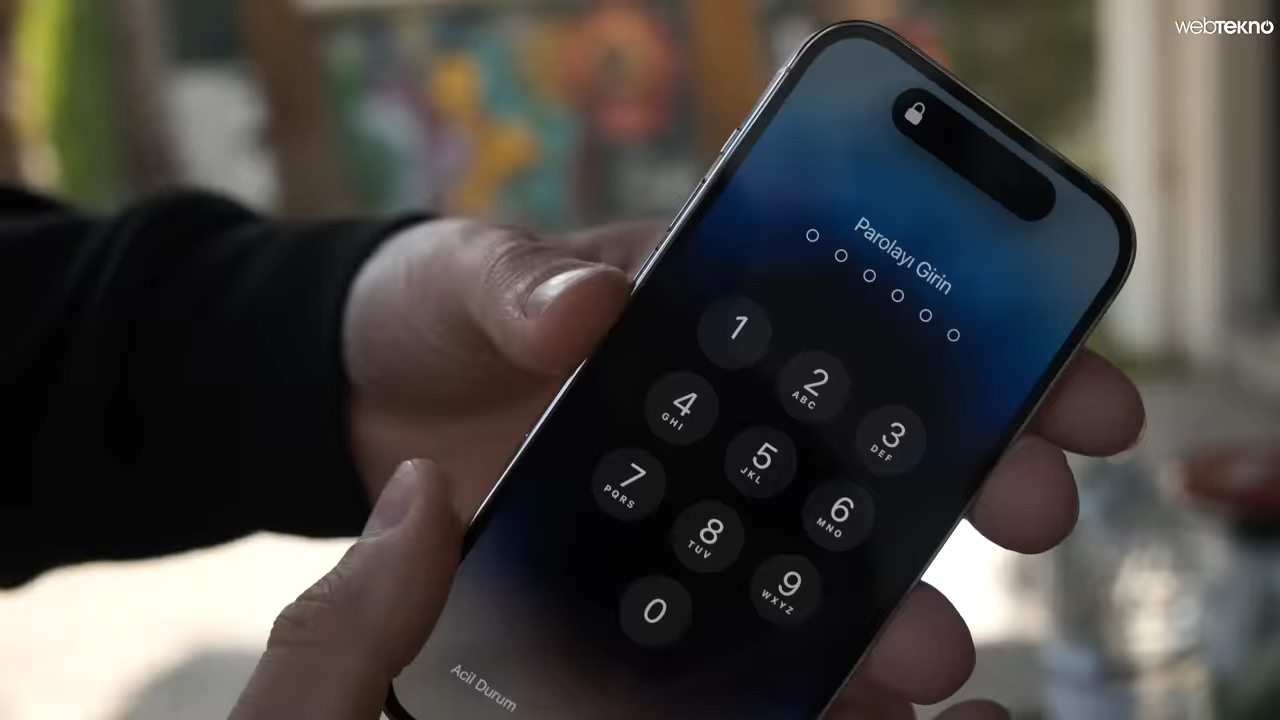 webtekno
Parolayı Girin
1
2
ABC
3
DEF
4
GHI
5
JKL
6
MNO
7
PQRS
8
TUV
9
WXYZ
0
Acil Durum